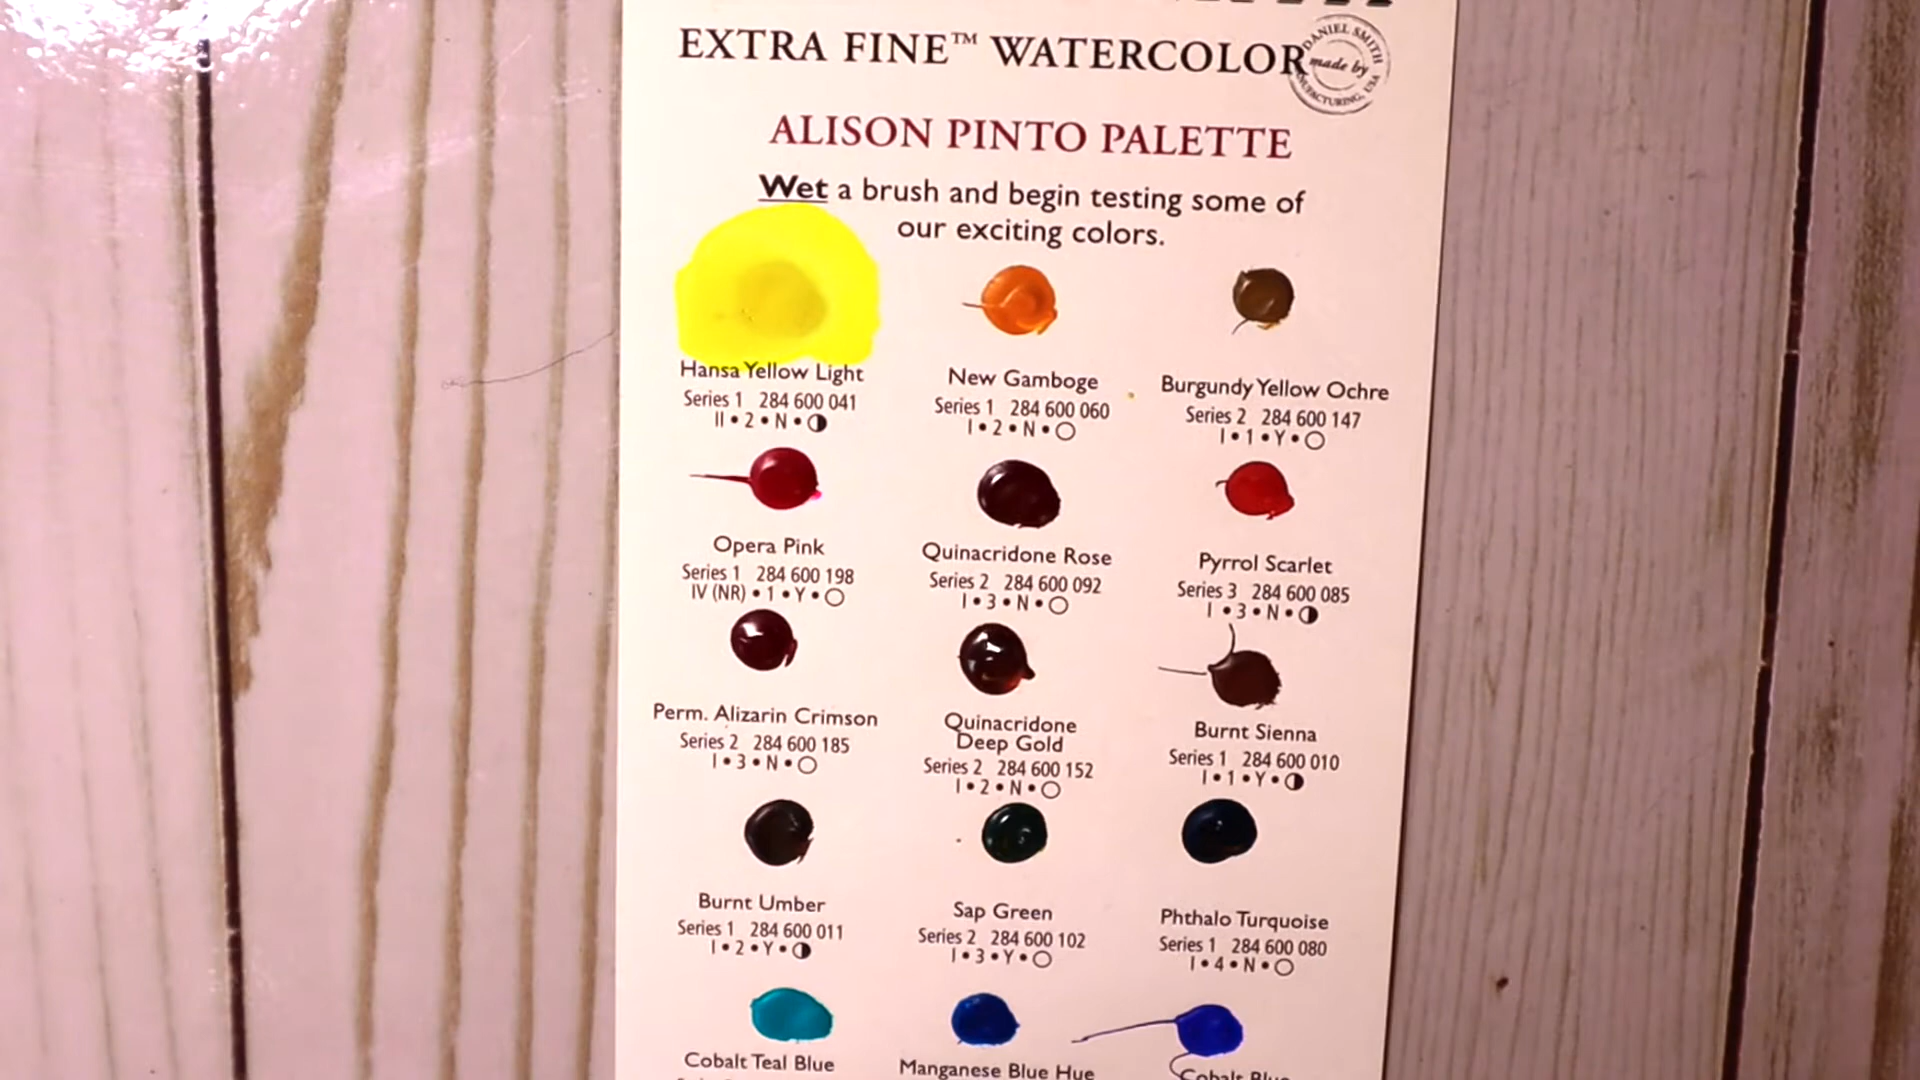 EXTRA FINE™ WATERCOLOR
DANIEL SMITH
made by
ALISON PINTO PALETTE
Wet a brush and begin testing some of
our exciting colors.
Hansa Yellow Light
Series 1 284 600 041
II • 2 • N • ◑
New Gamboge
Series 1 284 600 060
I • 2 • N • ○
Burgundy Yellow Ochre
Series 2 284 600 147
I • 1 • Y • ○
Opera Pink
Series 1 284 600 198
IV (NR) • 1 • Y • ○
Quinacridone Rose
Series 2 284 600 092
I • 3 • N • ○
Pyrrol Scarlet
Series 3 284 600 085
I • 3 • N • ◑
Perm. Alizarin Crimson
Series 2 284 600 185
I • 3 • N • ○
Quinacridone
Deep Gold
Series 2 284 600 152
I • 2 • N • ○
Burnt Sienna
Series 1 284 600 010
I • 1 • Y • ◑
Burnt Umber
Series 1 284 600 011
I • 2 • Y • ◑
Sap Green
Series 2 284 600 102
I • 3 • Y • ○
Phthalo Turquoise
Series 1 284 600 080
I • 4 • N • ○
Cobalt Teal Blue
Manganese Blue Hue
Cobalt Blue